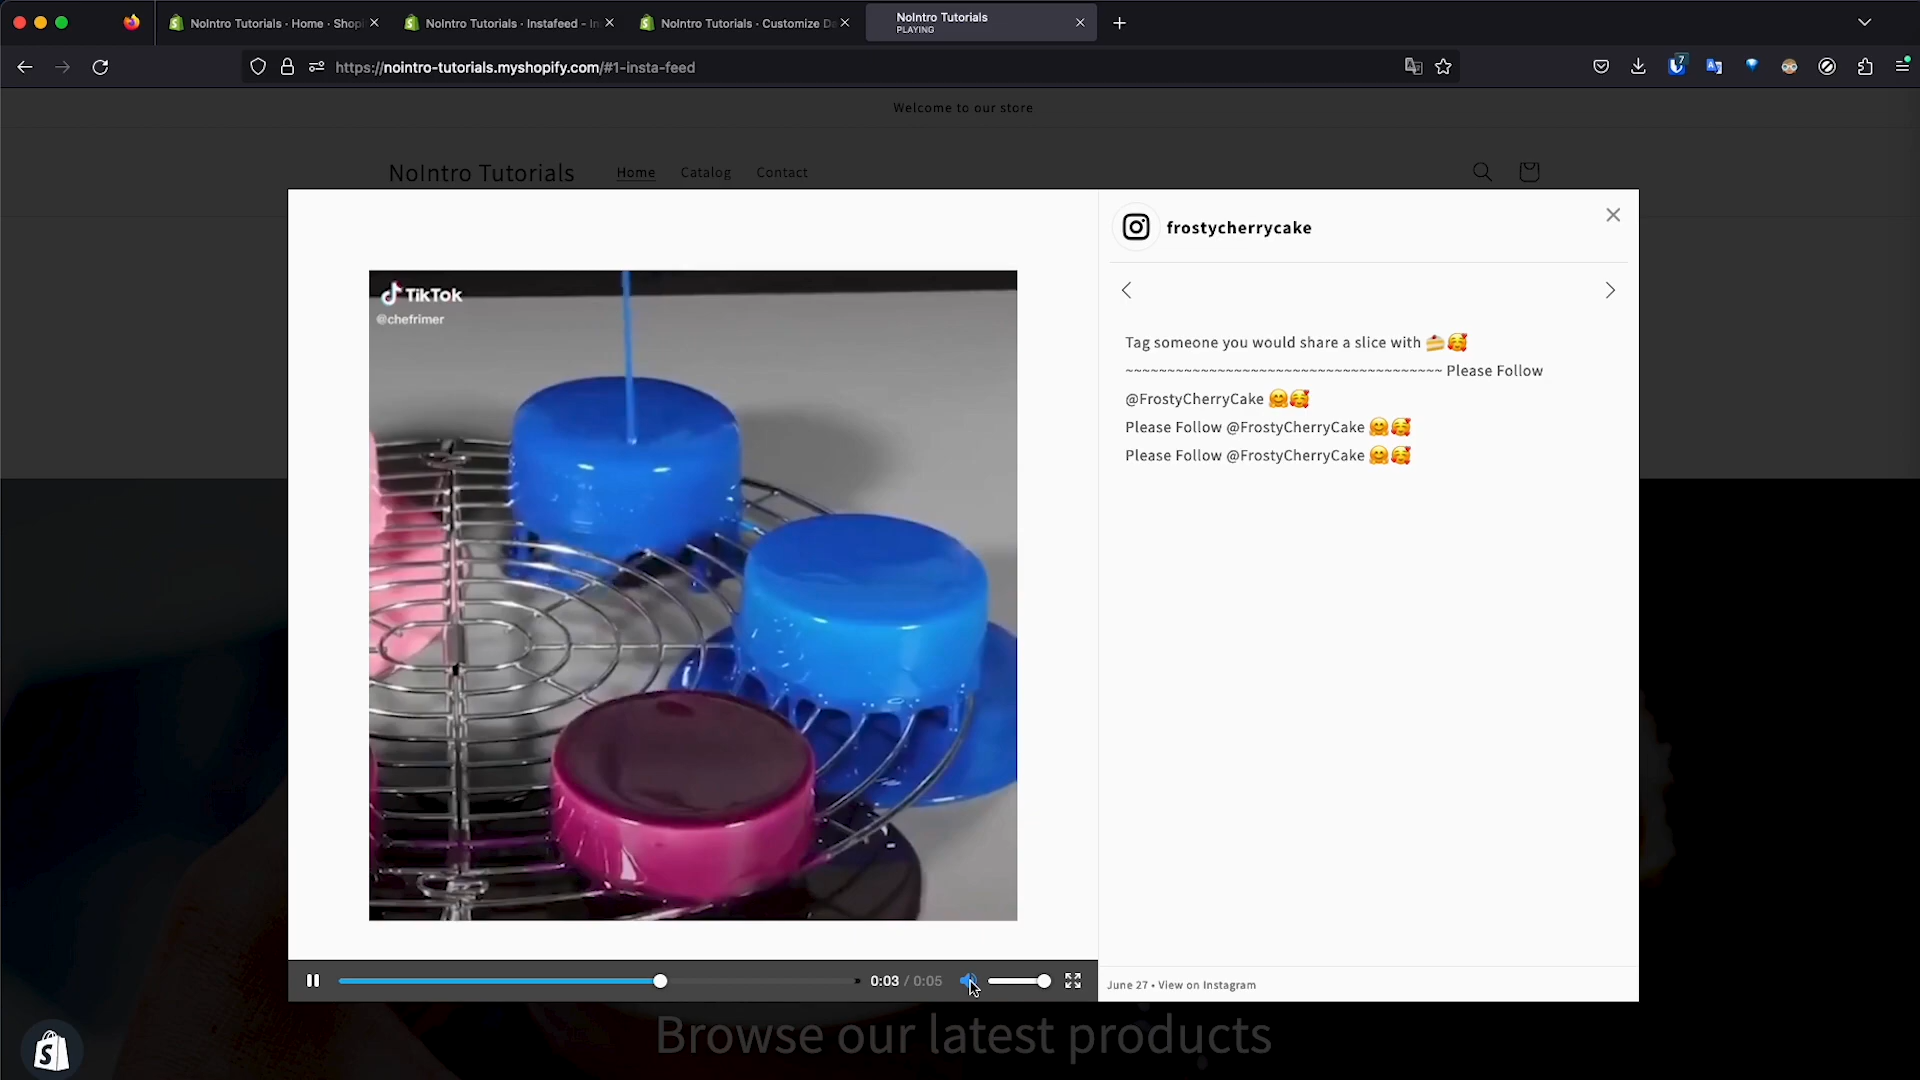 NoIntro Tutorials · Home · Shopi
NoIntro Tutorials · Instafeed - In
NoIntro Tutorials · Customize Da
NoIntro Tutorials
PLAYING
https://nointro-tutorials.myshopify.com/#1-insta-feed
7
Welcome to our store
NoIntro Tutorials
Home
Catalog
Contact
frostycherrycake
TikTok
@chefrimer
Tag someone you would share a slice with 🍰🥰
~~~~~~~~~~~~~~~~~~~~~~~~~~~~~~~~~~~~~~ Please Follow
@FrostyCherryCake 🤗🥰
Please Follow @FrostyCherryCake 🤗🥰
Please Follow @FrostyCherryCake 🤗🥰
0:03 / 0:05
June 27 • View on Instagram
Browse our latest products